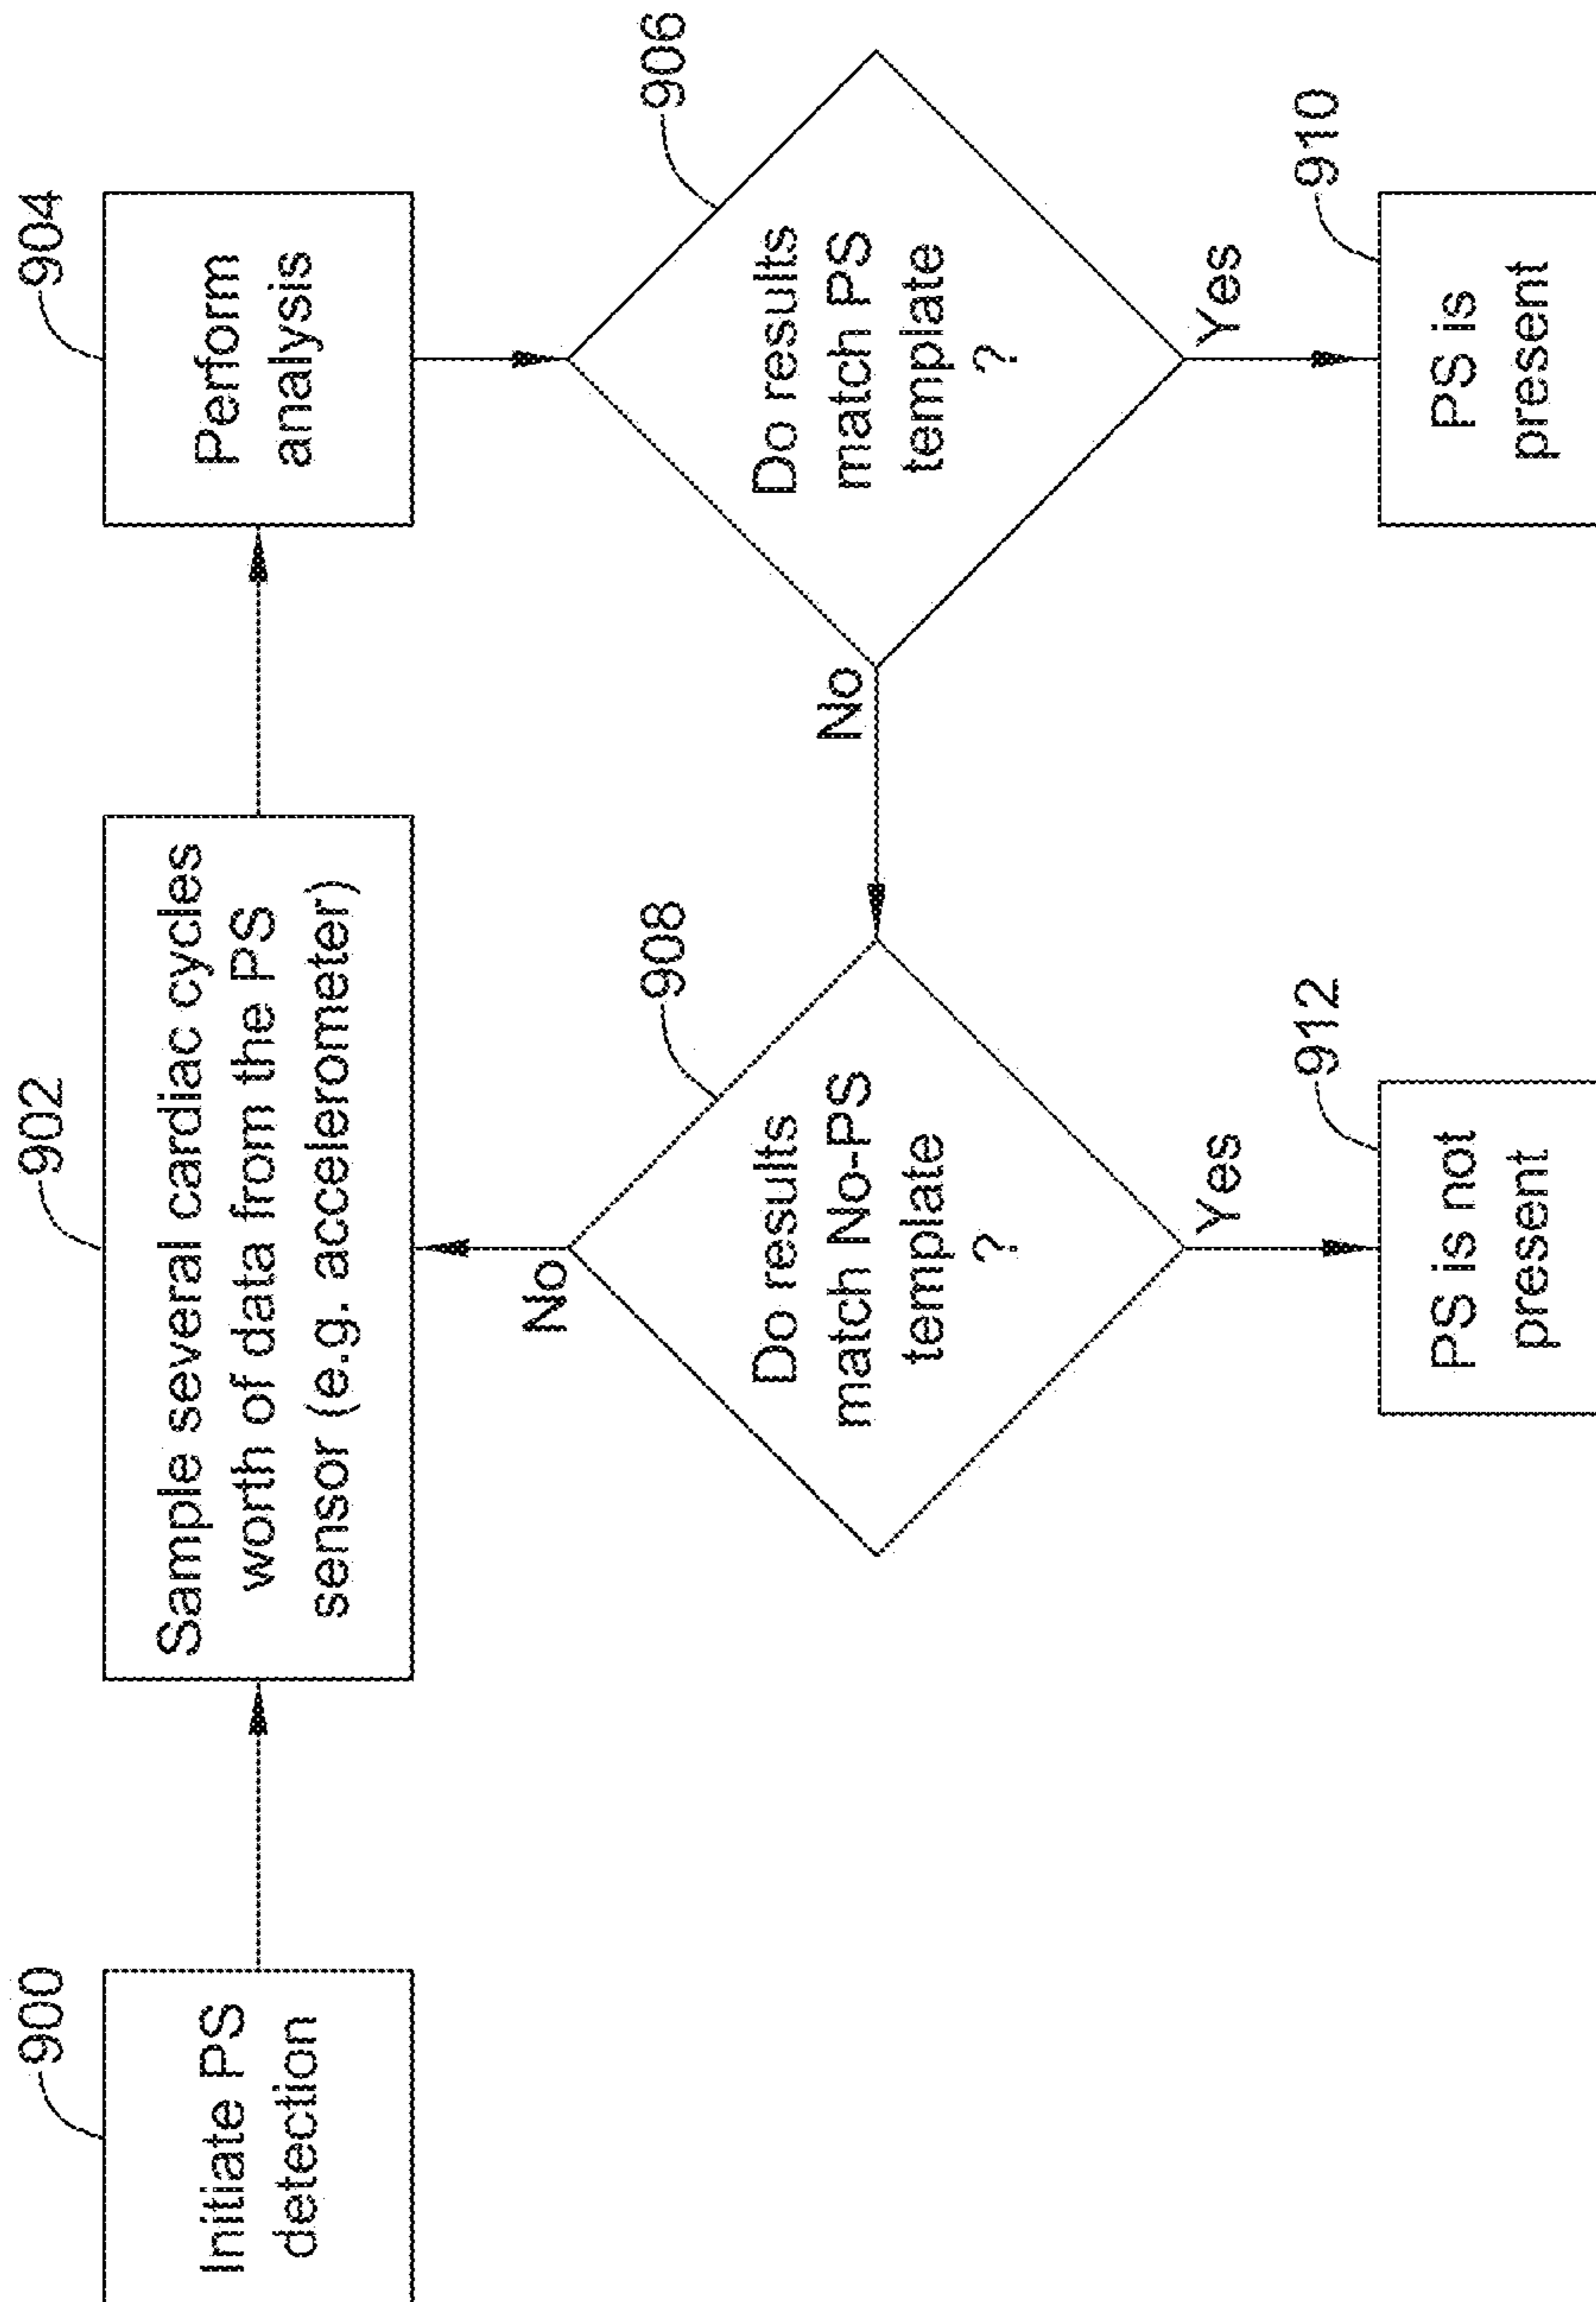 900
Initiate PS
detection
902
Sample several cardiac cycles
worth of data from the PS
sensor (e.g. accelerometer)
904
Perform
analysis
906
Do results
match PS
template
?
No
Yes
908
Do results
match No-PS
template
?
No
Yes
910
PS is
present
912
PS is not
present